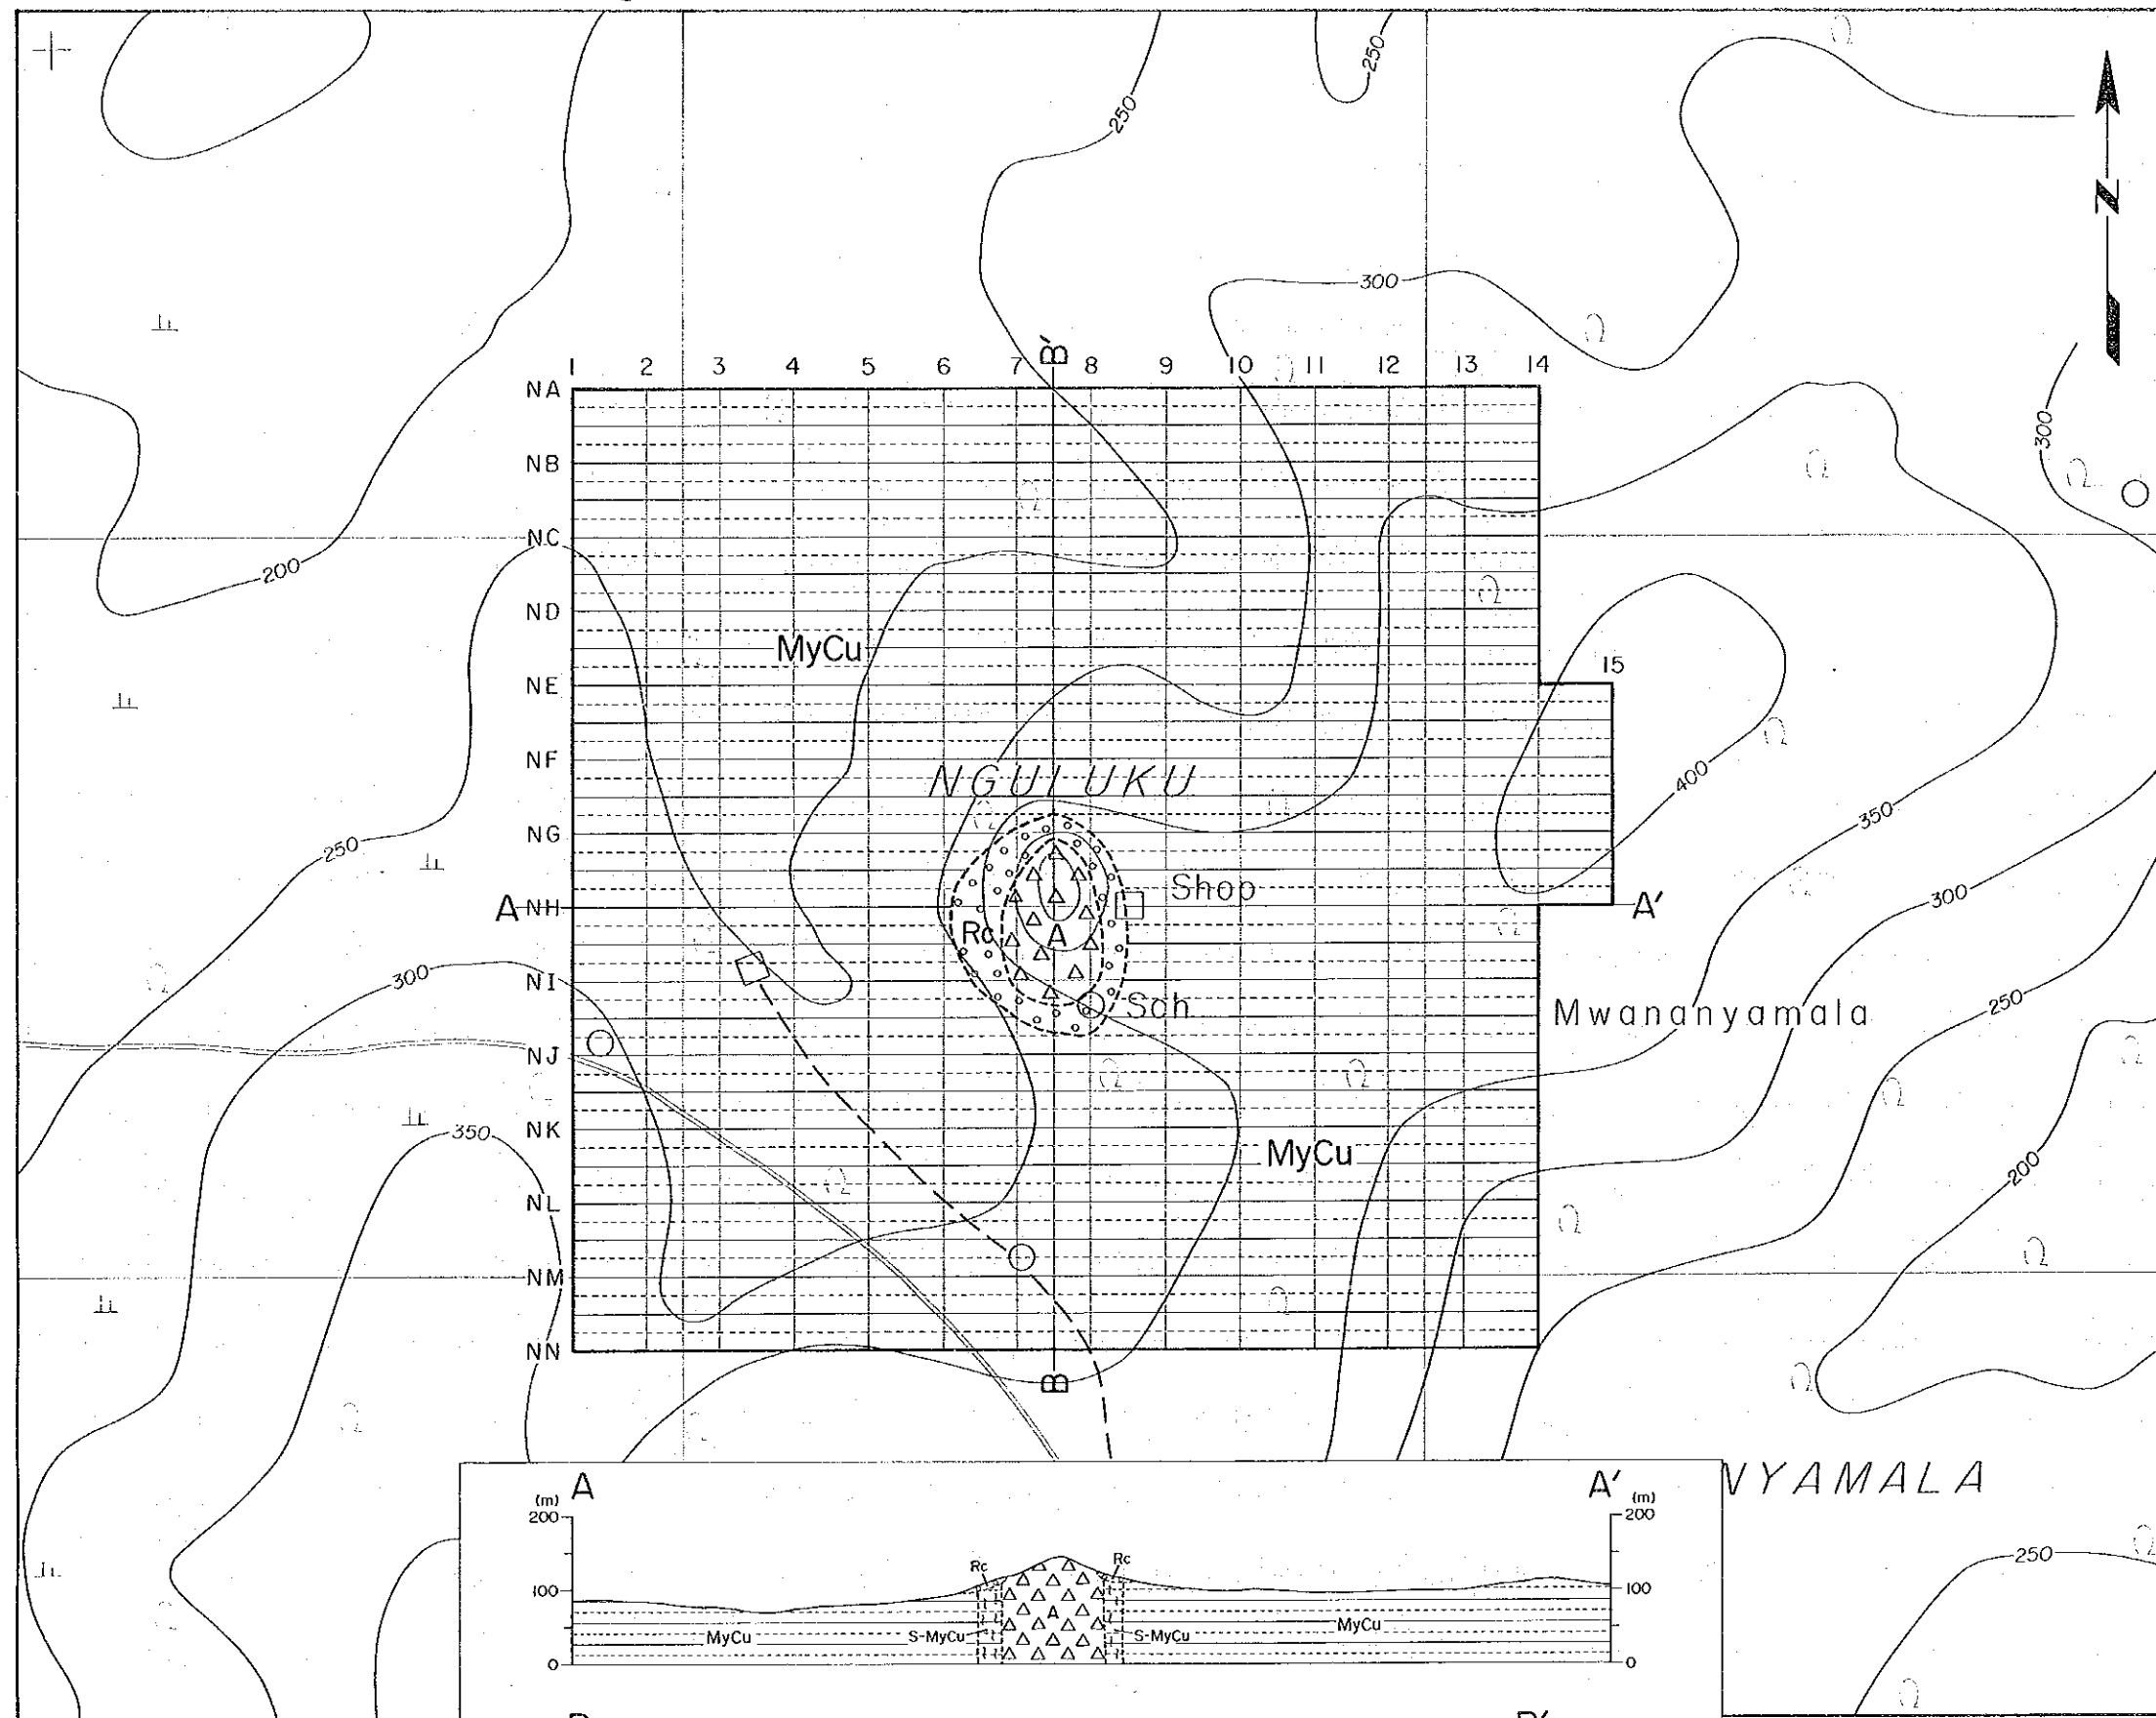 250
250
N
300
B'
1 2 3 4 5 6 7 8 9 10 11 12 13 14
NA
300
NB
NC
200
ND
MyCu
15
NE
NF
NGULUKU
400
NG
350
250
Shop
300
A NH A'
Rc A
300
NI
250
Sch
Mwananyamala
NJ
350
NK
MyCu
200
NL
NM
NN
B
A A'
NYAMALA
(m) (m)
200 200
250
Rc Rc
100 100
A
MyCu S-MyCu S-MyCu MyCu
0 0